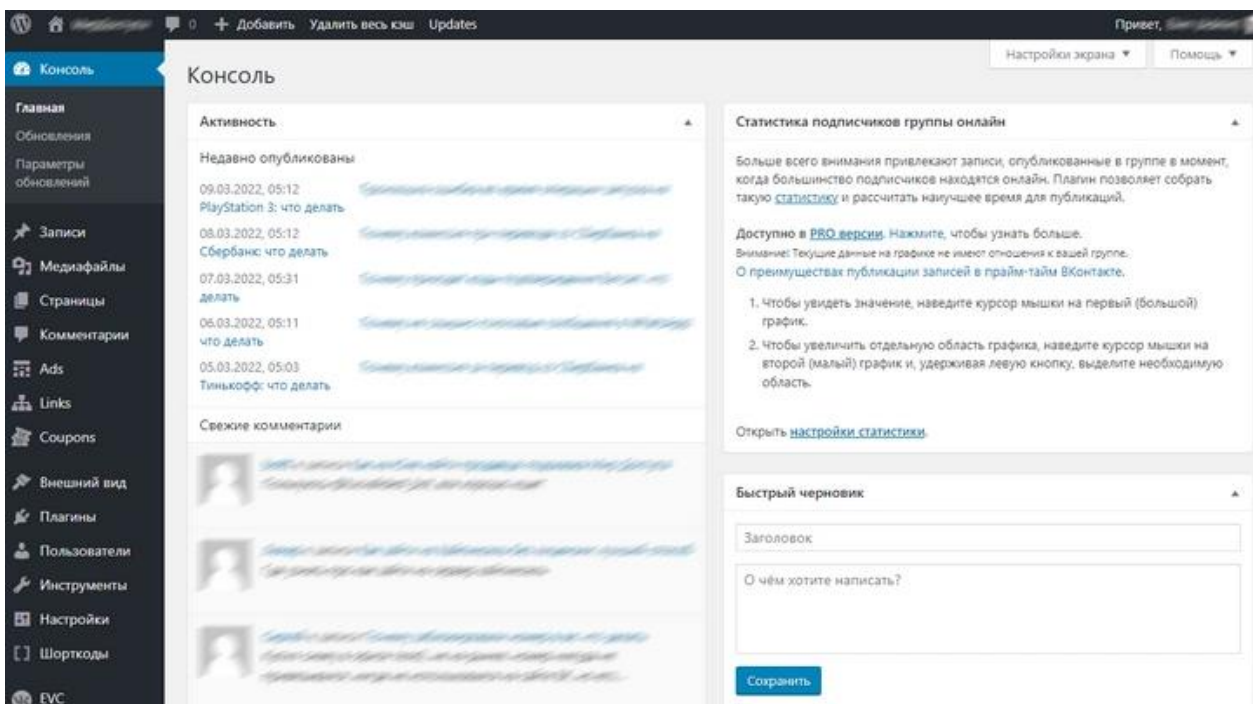 0 + Добавить Удалить весь кэш Updates
Привет,
Настройки экрана ▼ Помощь ▼
Консоль
Главная
Обновления
Параметры
обновлений
Записи
Медиафайлы
Страницы
Комментарии
Ads
Links
Coupons
Внешний вид
Плагины
Пользователи
Инструменты
Настройки
[ ] Шорткоды
EVC
Консоль
Активность
Недавно опубликованы
09.03.2022, 05:12
PlayStation 3: что делать
08.03.2022, 05:12
Сбербанк: что делать
07.03.2022, 05:31
делать
06.03.2022, 05:11
что делать
05.03.2022, 05:03
Тинькофф: что делать
Свежие комментарии
Статистика подписчиков группы онлайн
Больше всего внимания привлекают записи, опубликованные в группе в момент,
когда большинство подписчиков находятся онлайн. Плагин позволяет собрать
такую статистику и рассчитать наилучшее время для публикаций.
Доступно в PRO версии. Нажмите, чтобы узнать больше.
Внимание! Текущие данные на графике не имеют отношения к вашей группе.
О преимуществах публикации записей в прайм-тайм ВКонтакте.
1. Чтобы увидеть значение, наведите курсор мышки на первый (большой)
график.
2. Чтобы увеличить отдельную область графика, наведите курсор мышки на
второй (малый) график и, удерживая левую кнопку, выделите необходимую
область.
Открыть настройки статистики.
Быстрый черновик
Заголовок
О чём хотите написать?
Сохранить